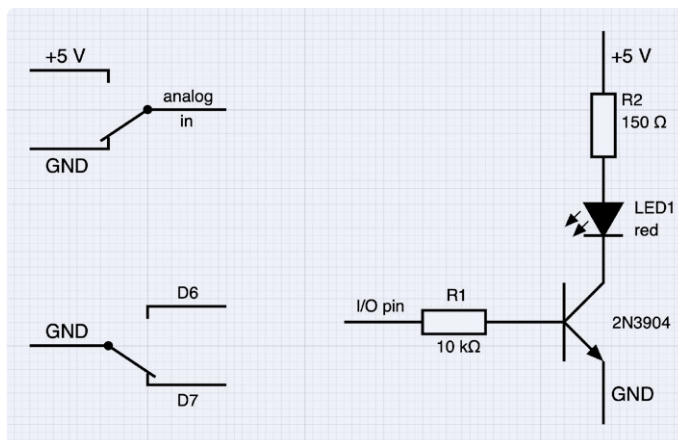 +5 V
analog
in
GND
D6
GND
D7
+5 V
R2
150 Ω
LED1
red
I/O pin
R1
10 kΩ
2N3904
GND